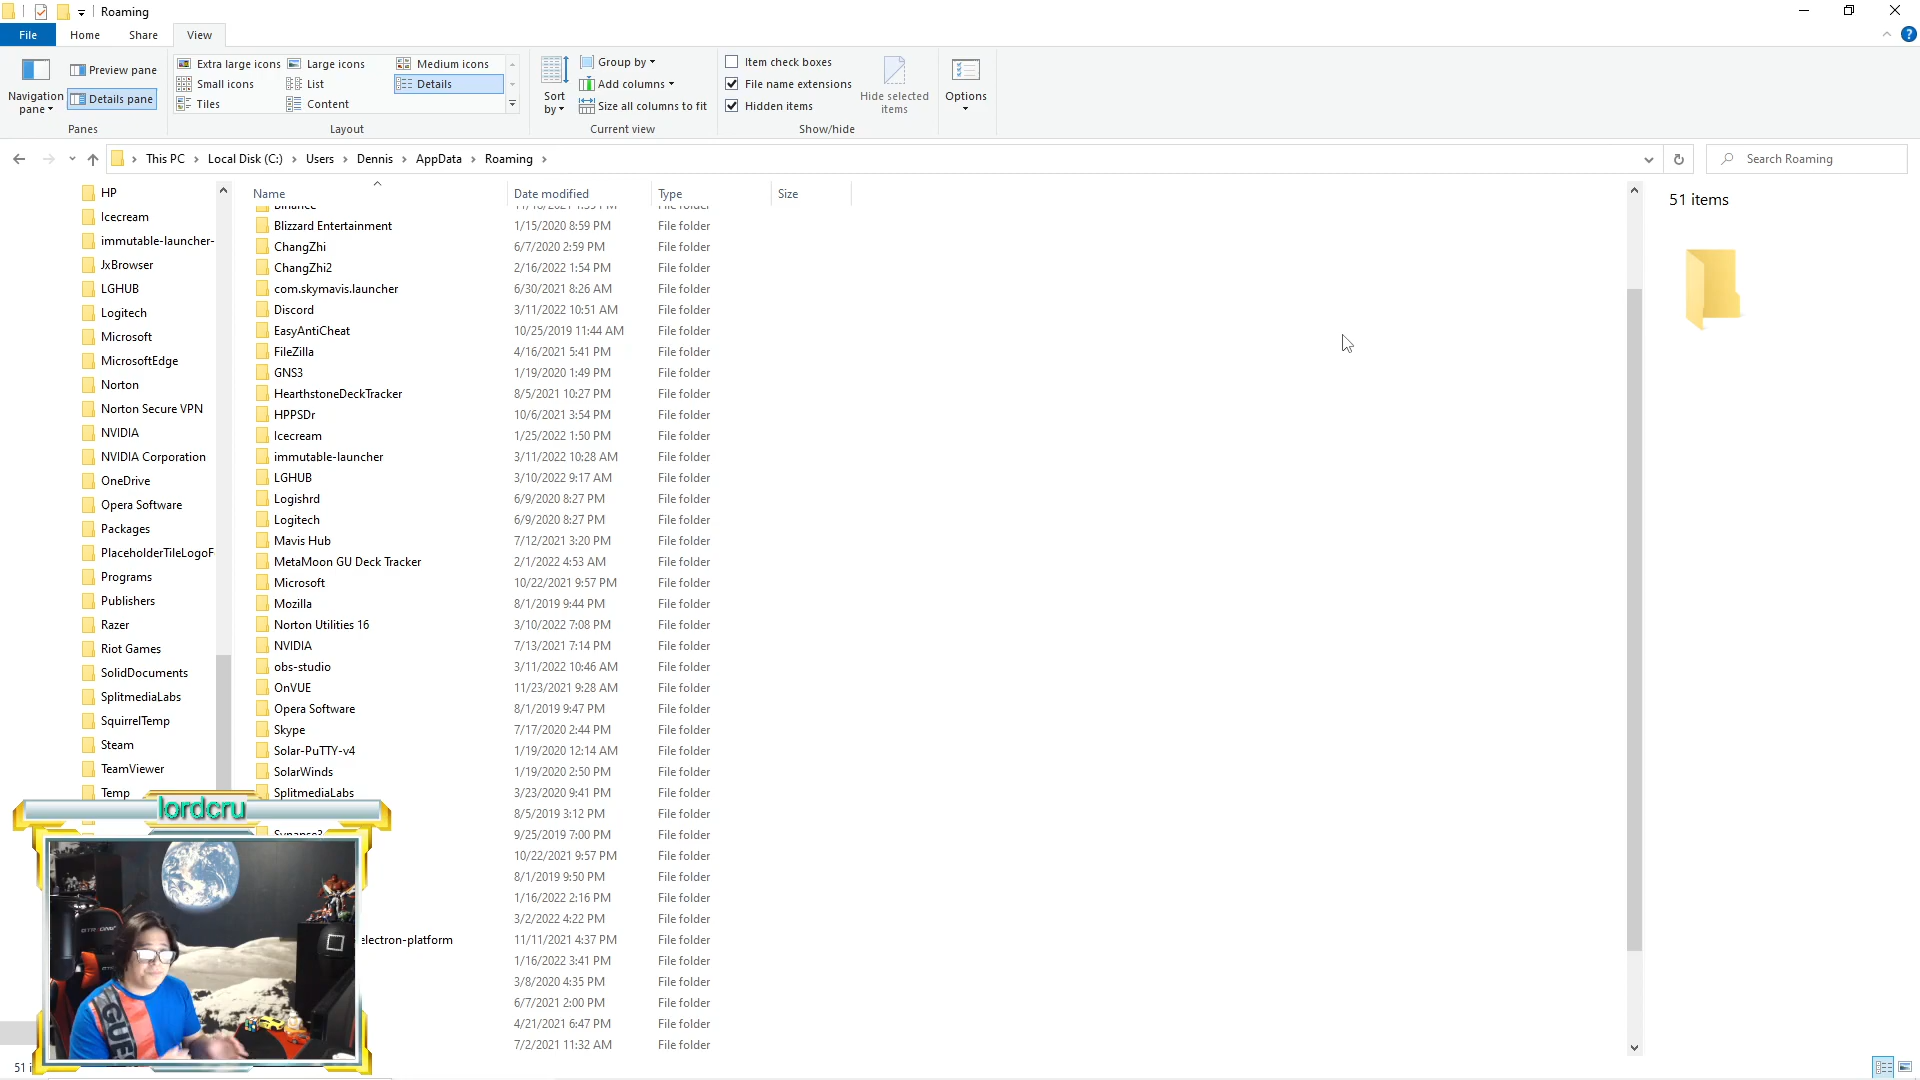 Roaming
File Home Share View
Navigation pane
Preview pane
Details pane
Panes
Extra large icons Large icons Medium icons
Small icons List Details
Tiles Content
Layout
Sort by
Group by
Add columns
Size all columns to fit
Current view
Item check boxes
File name extensions
Hidden items
Hide selected items
Show/hide
Options
This PC > Local Disk (C:) > Users > Dennis > AppData > Roaming >
Search Roaming
HP
Icecream
immutable-launcher-
JxBrowser
LGHUB
Logitech
Microsoft
MicrosoftEdge
Norton
Norton Secure VPN
NVIDIA
NVIDIA Corporation
OneDrive
Opera Software
Packages
PlaceholderTileLogoF
Programs
Publishers
Razer
Riot Games
SolidDocuments
SplitmediaLabs
SquirrelTemp
Steam
TeamViewer
Temp
Name Date modified Type Size
Blizzard Entertainment 1/15/2020 8:59 PM File folder
ChangZhi 6/7/2020 2:59 PM File folder
ChangZhi2 2/16/2022 1:54 PM File folder
com.skymavis.launcher 6/30/2021 8:26 AM File folder
Discord 3/11/2022 10:51 AM File folder
EasyAntiCheat 10/25/2019 11:44 AM File folder
FileZilla 4/16/2021 5:41 PM File folder
GNS3 1/19/2020 1:49 PM File folder
HearthstoneDeckTracker 8/5/2021 10:27 PM File folder
HPPSDr 10/6/2021 3:54 PM File folder
Icecream 1/25/2022 1:50 PM File folder
immutable-launcher 3/11/2022 10:28 AM File folder
LGHUB 3/10/2022 9:17 AM File folder
Logishrd 6/9/2020 8:27 PM File folder
Logitech 6/9/2020 8:27 PM File folder
Mavis Hub 7/12/2021 3:20 PM File folder
MetaMoon GU Deck Tracker 2/1/2022 4:53 AM File folder
Microsoft 10/22/2021 9:57 PM File folder
Mozilla 8/1/2019 9:44 PM File folder
Norton Utilities 16 3/10/2022 7:08 PM File folder
NVIDIA 7/13/2021 7:14 PM File folder
obs-studio 3/11/2022 10:46 AM File folder
OnVUE 11/23/2021 9:28 AM File folder
Opera Software 8/1/2019 9:47 PM File folder
Skype 7/17/2020 2:44 PM File folder
Solar-PuTTY-v4 1/19/2020 12:14 AM File folder
SolarWinds 1/19/2020 2:50 PM File folder
SplitmediaLabs 3/23/2020 9:41 PM File folder
8/5/2019 3:12 PM File folder
9/25/2019 7:00 PM File folder
10/22/2021 9:57 PM File folder
8/1/2019 9:50 PM File folder
1/16/2022 2:16 PM File folder
3/2/2022 4:22 PM File folder
electron-platform 11/11/2021 4:37 PM File folder
1/16/2022 3:41 PM File folder
3/8/2020 4:35 PM File folder
6/7/2021 2:00 PM File folder
4/21/2021 6:47 PM File folder
7/2/2021 11:32 AM File folder
51 items
lordcru
51 i